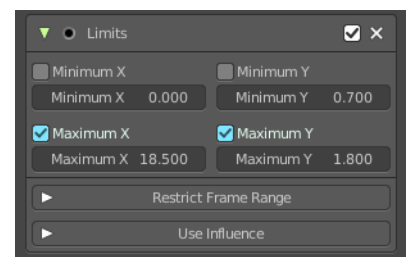 Limits
Minimum X Minimum Y
Minimum X 0.000 Minimum Y 0.700
Maximum X Maximum Y
Maximum X 18.500 Maximum Y 1.800
Restrict Frame Range
Use Influence